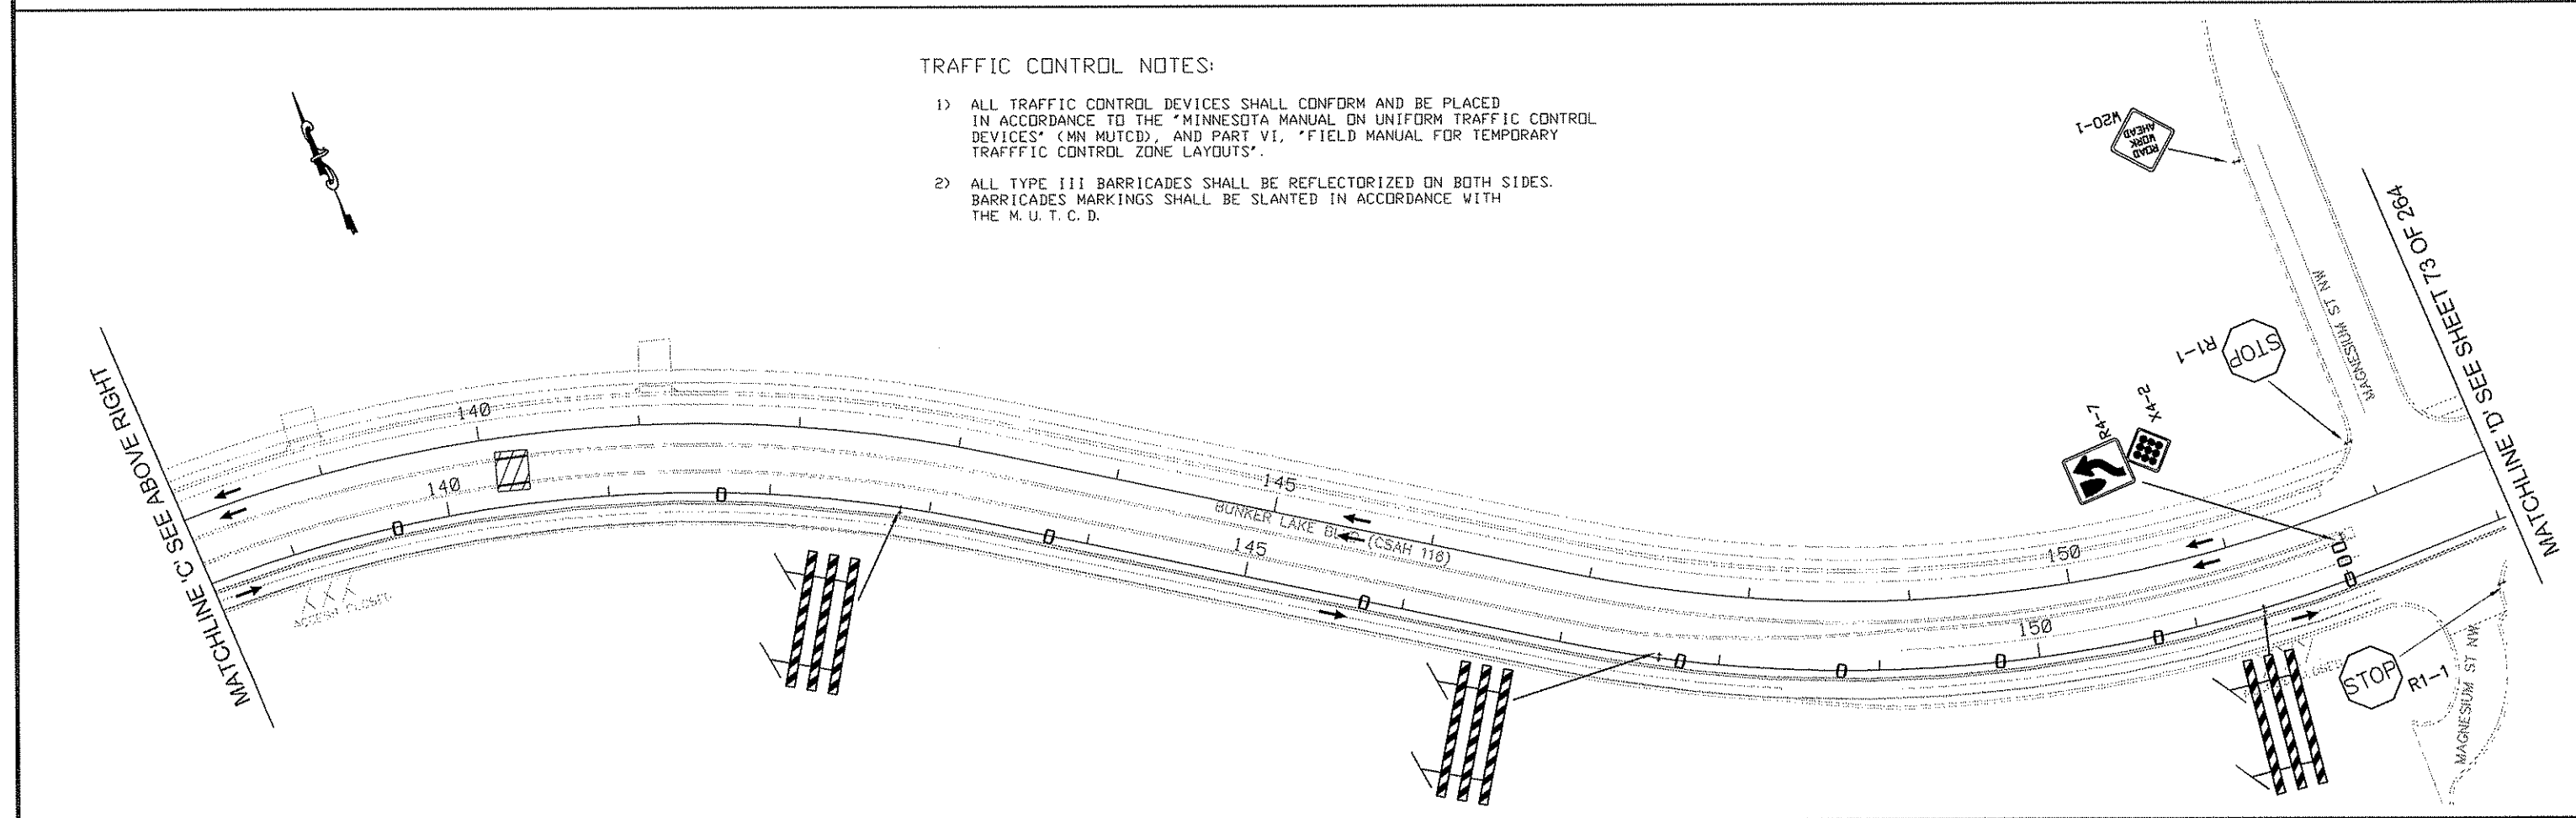 TRAFFIC CONTROL NOTES:
1) ALL TRAFFIC CONTROL DEVICES SHALL CONFORM AND BE PLACED
IN ACCORDANCE TO THE "MINNESOTA MANUAL ON UNIFORM TRAFFIC CONTROL
DEVICES" (MN MUTCD), AND PART VI, "FIELD MANUAL FOR TEMPORARY
TRAFFFIC CONTROL ZONE LAYOUTS".
2) ALL TYPE III BARRICADES SHALL BE REFLECTORIZED ON BOTH SIDES.
BARRICADES MARKINGS SHALL BE SLANTED IN ACCORDANCE WITH
THE M. U. T. C. D.
W20-1
ROAD
WORK
AHEAD
MATCHLINE 'D' SEE SHEET 73 OF 264
MAGNESIUM ST NW
R1-1
STOP
R4-7
X4-2
MATCHLINE 'C' SEE ABOVE RIGHT
140
140
145
BUNKER LAKE BLVD (CSAH 116)
145
150
150
ACCESS CLOSED
STOP
R1-1
MAGNESIUM ST NW